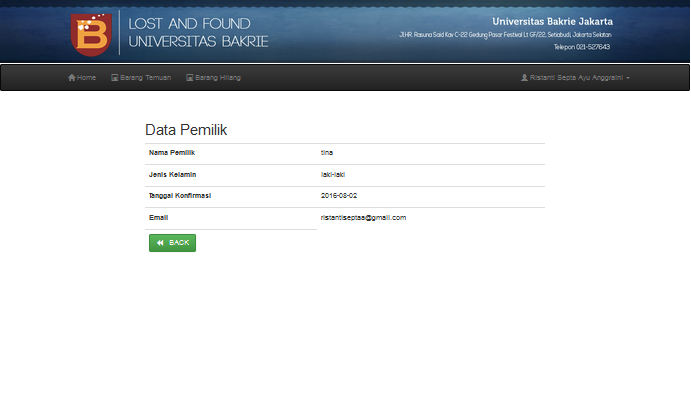 LOST AND FOUND
UNIVERSITAS BAKRIE
Universitas Bakrie Jakarta
Jl.HR. Rasuna Said Kav C-22 Gedung Pasar Festival Lt GF/22, Setiabudi, Jakarta Selatan
Telepon 021-527643
Home Barang Temuan Barang Hilang Ristanti Septa Ayu Anggraini
Data Pemilik
Nama Pemilik tina
Jenis Kelamin laki-laki
Tanggal Konfirmasi 2016-08-02
Email ristantiseptaa@gmail.com
BACK